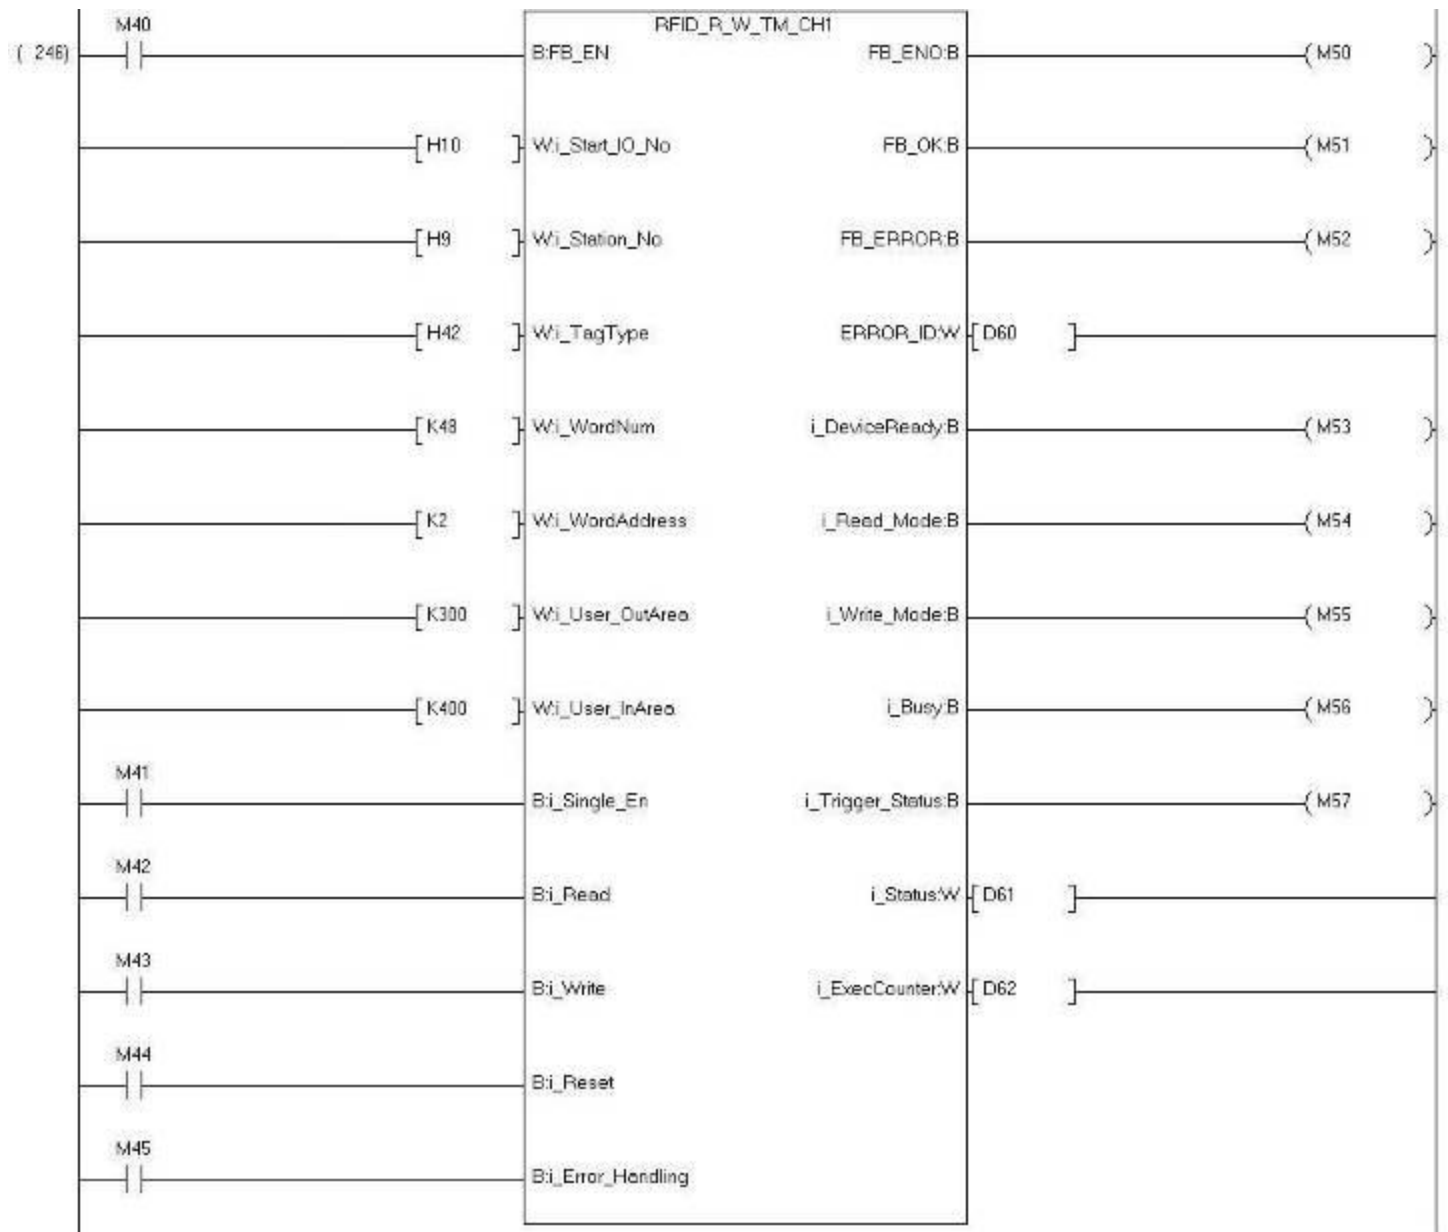 M40 RFID_R_W_TM_CH1
( 246) B:FB_EN FB_ENO:B ( M50 )
[ H10 ] W:i_Start_IO_No FB_OK:B ( M51 )
[ H9 ] W:i_Station_No FB_ERROR:B ( M52 )
[ H42 ] W:i_TagType ERROR_ID:W [ D60 ]
[ K48 ] W:i_WordNum i_DeviceReady:B ( M53 )
[ K2 ] W:i_WordAddress i_Read_Mode:B ( M54 )
[ K300 ] W:i_User_OutArea i_Write_Mode:B ( M55 )
[ K400 ] W:i_User_InArea i_Busy:B ( M56 )
M41
B:i_Single_En i_Trigger_Status:B ( M57 )
M42
B:i_Read i_Status:W [ D61 ]
M43
B:i_Write i_ExecCounter:W [ D62 ]
M44
B:i_Reset
M45
B:i_Error_Handling